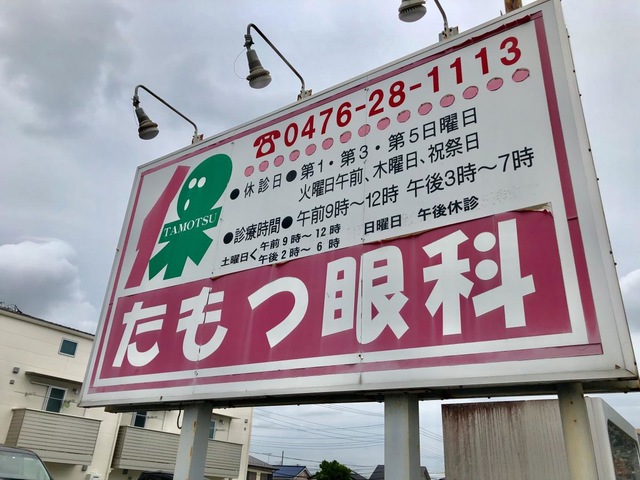 ☎0476-28-1113
●休診日●第1・第3・第5日曜日
火曜日午前、木曜日、祝祭日
●診療時間●午前9時〜12時 午後3時〜7時
土曜日く午前9時〜12時
午後2時〜6時
日曜日 午後休診
TAMOTSU
たもつ眼科